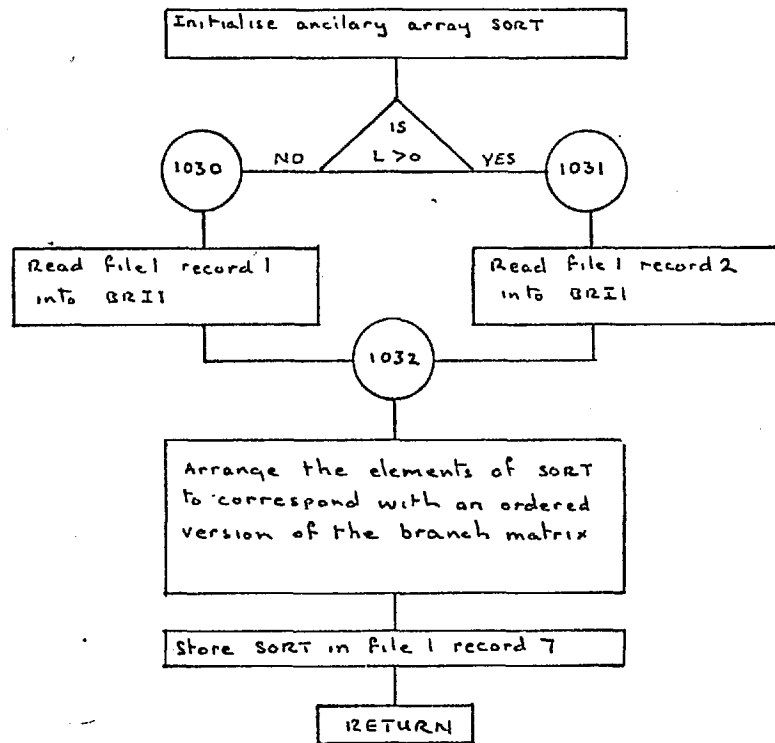 Initialise ancilary array SORT
IS
L >0
1030
NO
YES
1031
Read file 1 record 1
into BRI1
Read file 1 record 2
into BRI1
1032
Arrange the elements of SORT
to correspond with an ordered
version of the branch matrix
Store SORT in file 1 record 7
RETURN